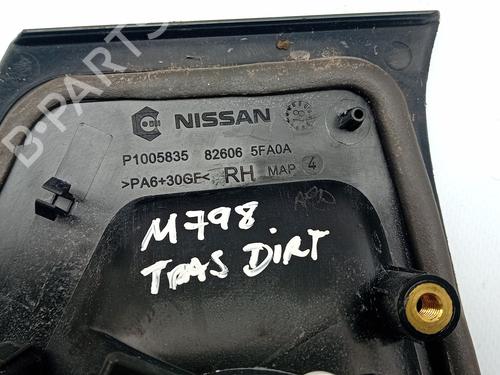 B-PARTS
NISSAN
P1005835 82606 5FA0A
>PA6+30GF< RH MAP 4
M798.
TRAS DIRT